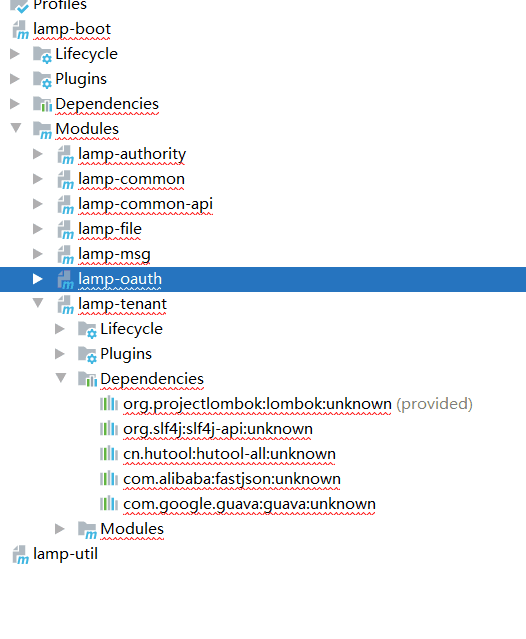 Profiles
lamp-boot
Lifecycle
Plugins
Dependencies
Modules
lamp-authority
lamp-common
lamp-common-api
lamp-file
lamp-msg
lamp-oauth
lamp-tenant
Lifecycle
Plugins
Dependencies
org.projectlombok:lombok:unknown (provided)
org.slf4j:slf4j-api:unknown
cn.hutool:hutool-all:unknown
com.alibaba:fastjson:unknown
com.google.guava:guava:unknown
Modules
lamp-util